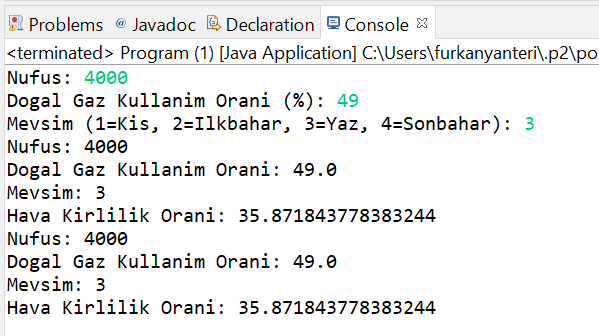 Problems @ Javadoc Declaration Console
<terminated> Program (1) [Java Application] C:\Users\furkanyanteri\.p2\po
Nufus: 4000
Dogal Gaz Kullanim Orani (%): 49
Mevsim (1=Kis, 2=Ilkbahar, 3=Yaz, 4=Sonbahar): 3
Nufus: 4000
Dogal Gaz Kullanim Orani: 49.0
Mevsim: 3
Hava Kirlilik Orani: 35.871843778383244
Nufus: 4000
Dogal Gaz Kullanim Orani: 49.0
Mevsim: 3
Hava Kirlilik Orani: 35.871843778383244